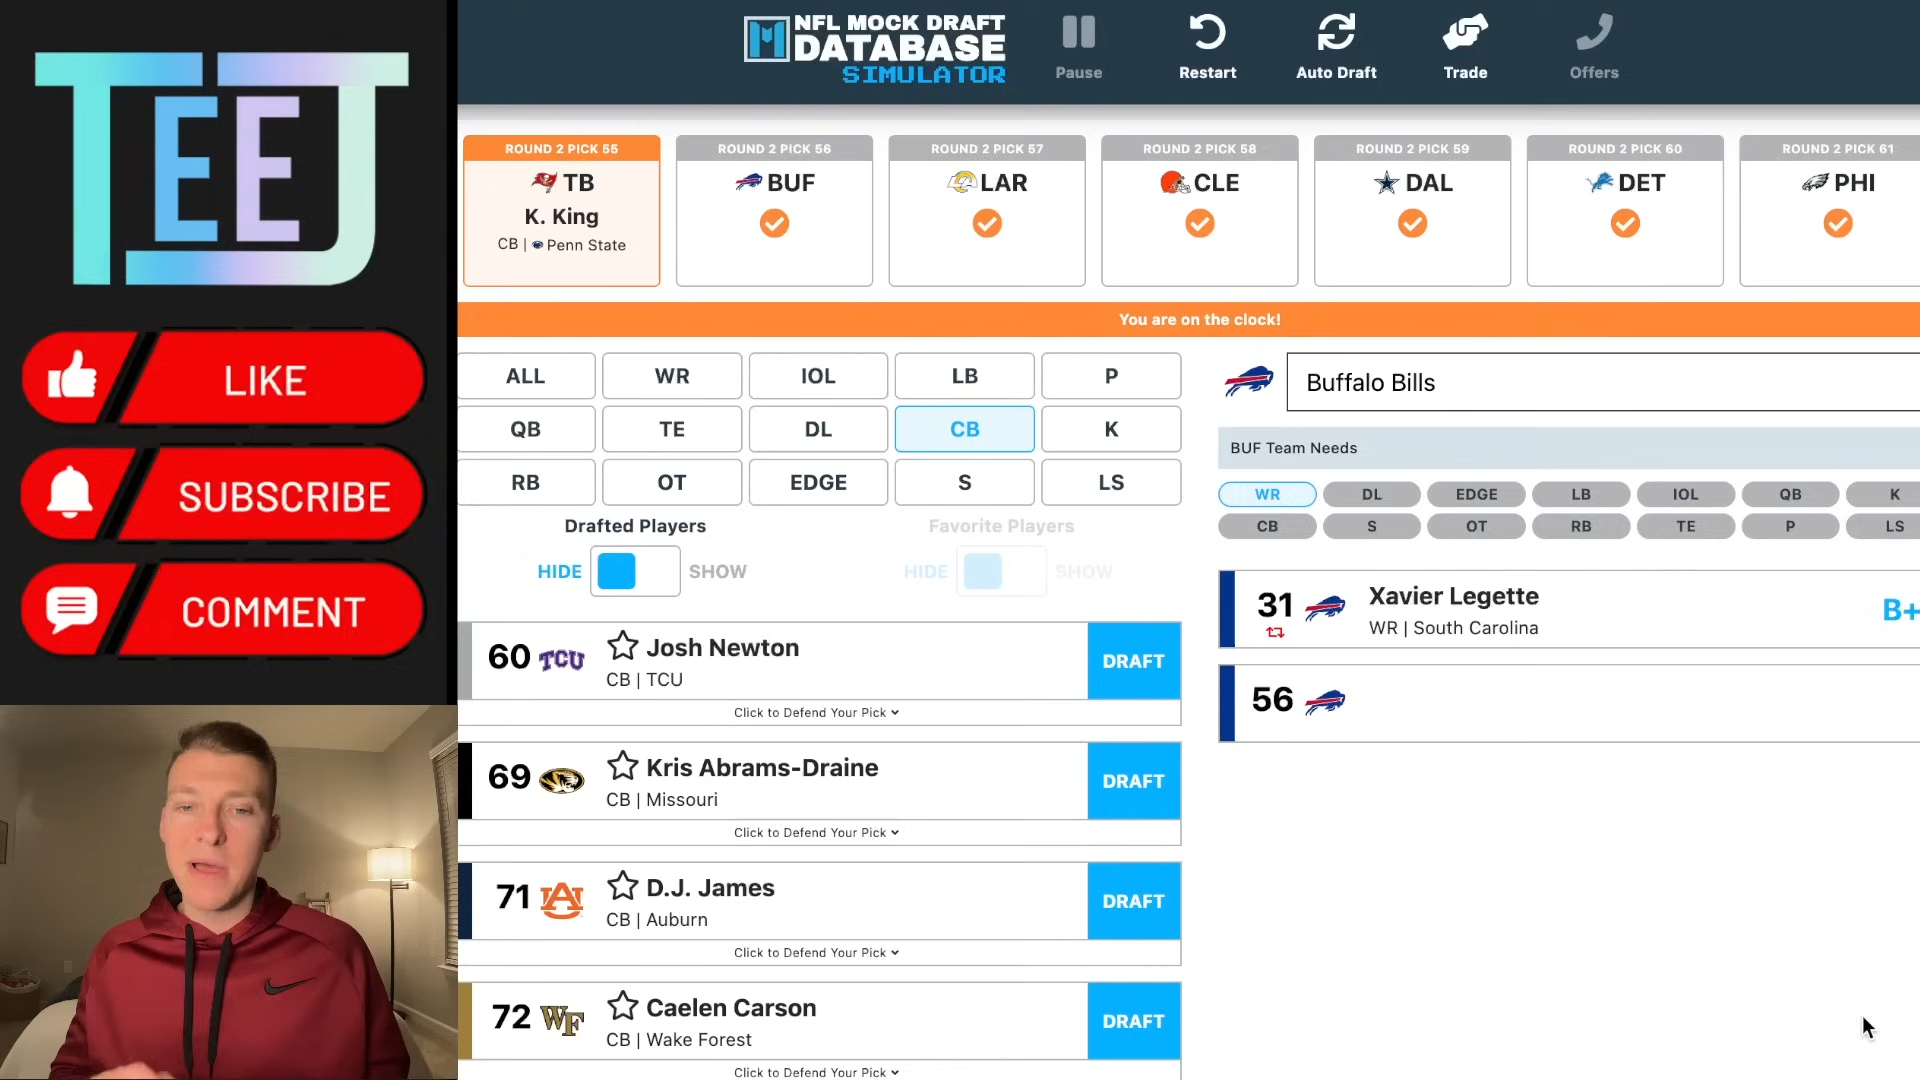 TEEJ
LIKE
SUBSCRIBE
COMMENT
NFL MOCK DRAFT
DATABASE
SIMULATOR
Pause
Restart
Auto Draft
Trade
Offers
ROUND 2 PICK 55
TB
K. King
CB | Penn State
ROUND 2 PICK 56
BUF
ROUND 2 PICK 57
LAR
ROUND 2 PICK 58
CLE
ROUND 2 PICK 59
DAL
ROUND 2 PICK 60
DET
ROUND 2 PICK 61
PHI
You are on the clock!
ALL WR IOL LB P
QB TE DL CB K
RB OT EDGE S LS
Drafted Players
HIDE SHOW
Favorite Players
HIDE SHOW
60 TCU Josh Newton
CB | TCU
DRAFT
Click to Defend Your Pick
69 Kris Abrams-Draine
CB | Missouri
DRAFT
Click to Defend Your Pick
71 AU D.J. James
CB | Auburn
DRAFT
Click to Defend Your Pick
72 WF Caelen Carson
CB | Wake Forest
DRAFT
Click to Defend Your Pick
Buffalo Bills
BUF Team Needs
WR DL EDGE LB IOL QB K
CB S OT RB TE P LS
31 Xavier Legette
WR | South Carolina
B+
56